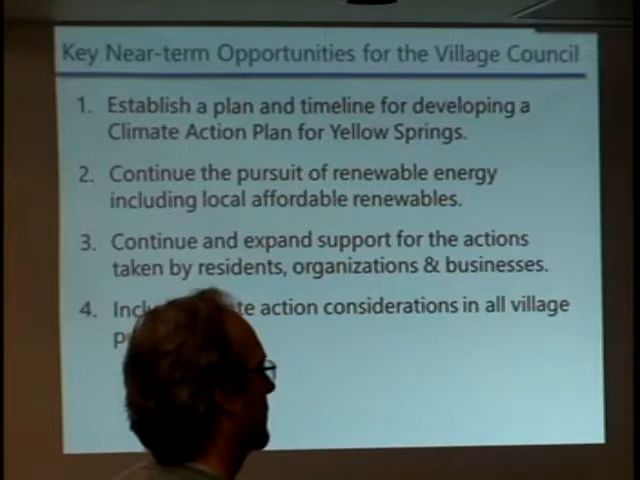 Key Near-term Opportunities for the Village Council
1. Establish a plan and timeline for developing a
Climate Action Plan for Yellow Springs.
2. Continue the pursuit of renewable energy
including local affordable renewables.
3. Continue and expand support for the actions
taken by residents, organizations & businesses.
4. action considerations in all village